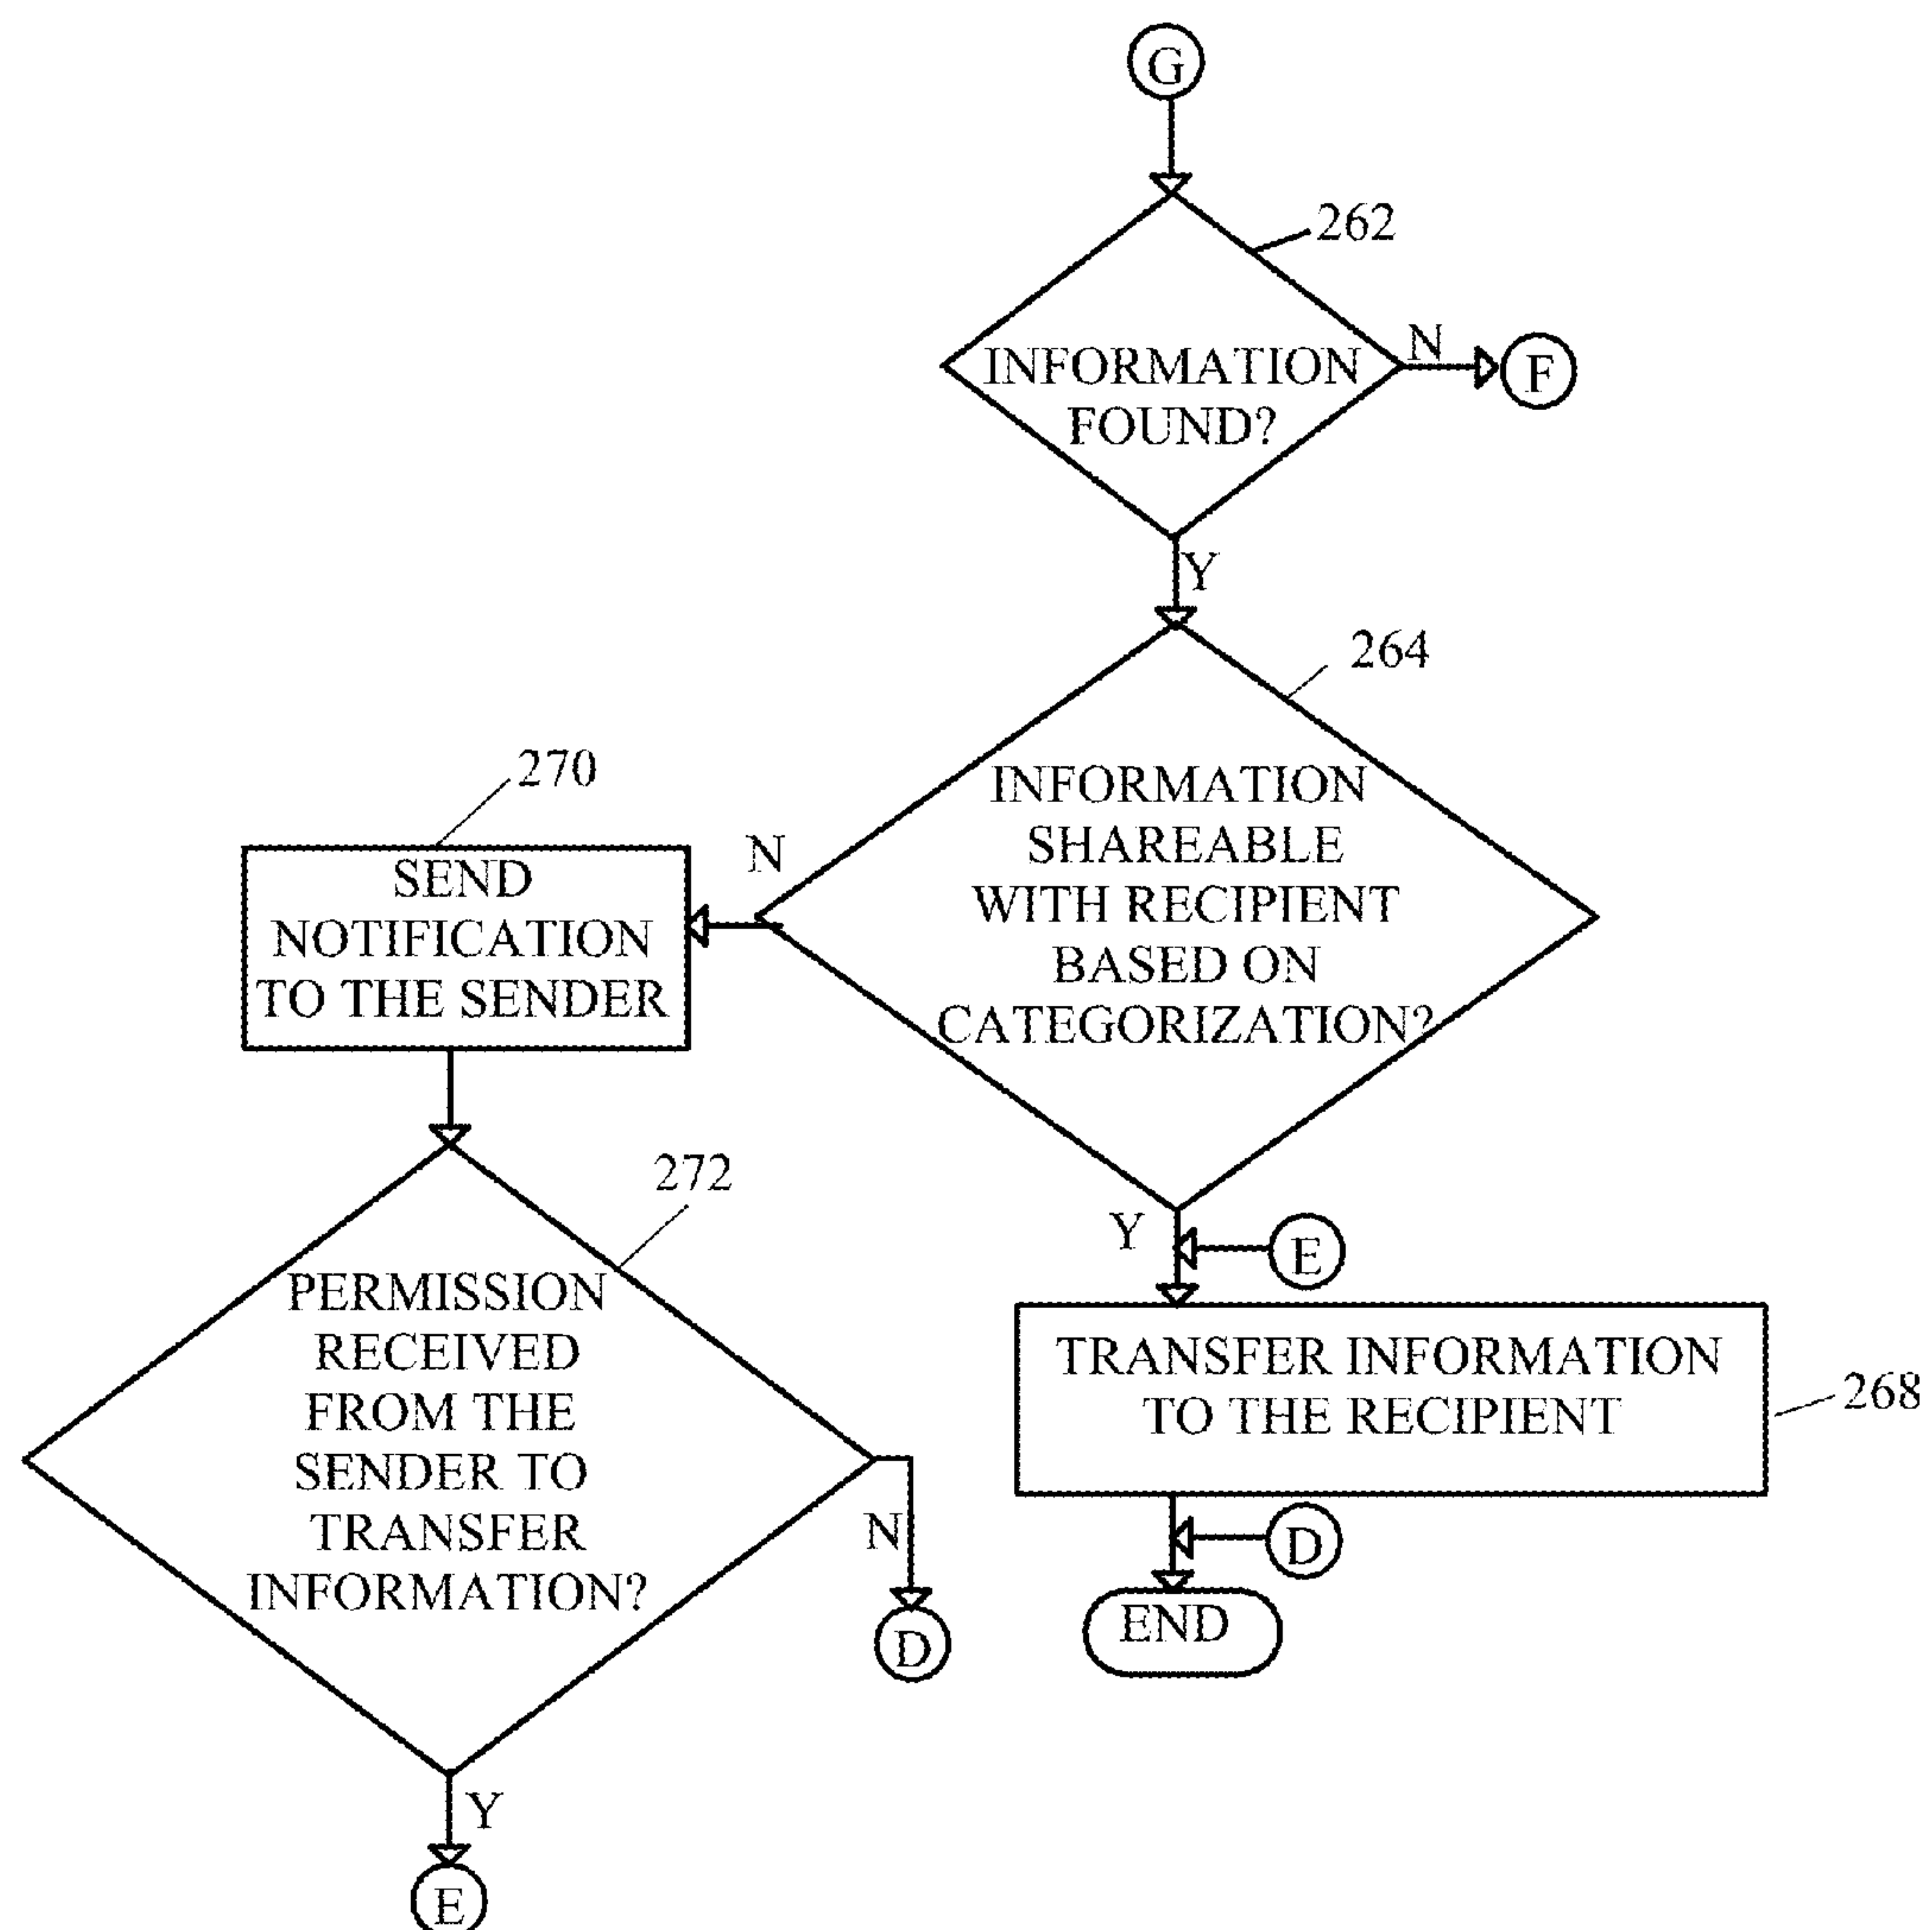 G
262
INFORMATION
FOUND?
N
F
Y
264
INFORMATION
SHAREABLE
WITH RECIPIENT
BASED ON
CATEGORIZATION?
N
270
SEND
NOTIFICATION
TO THE SENDER
272
PERMISSION
RECEIVED
FROM THE
SENDER TO
TRANSFER
INFORMATION?
N
D
Y
E
Y
E
TRANSFER INFORMATION
TO THE RECIPIENT
268
D
END